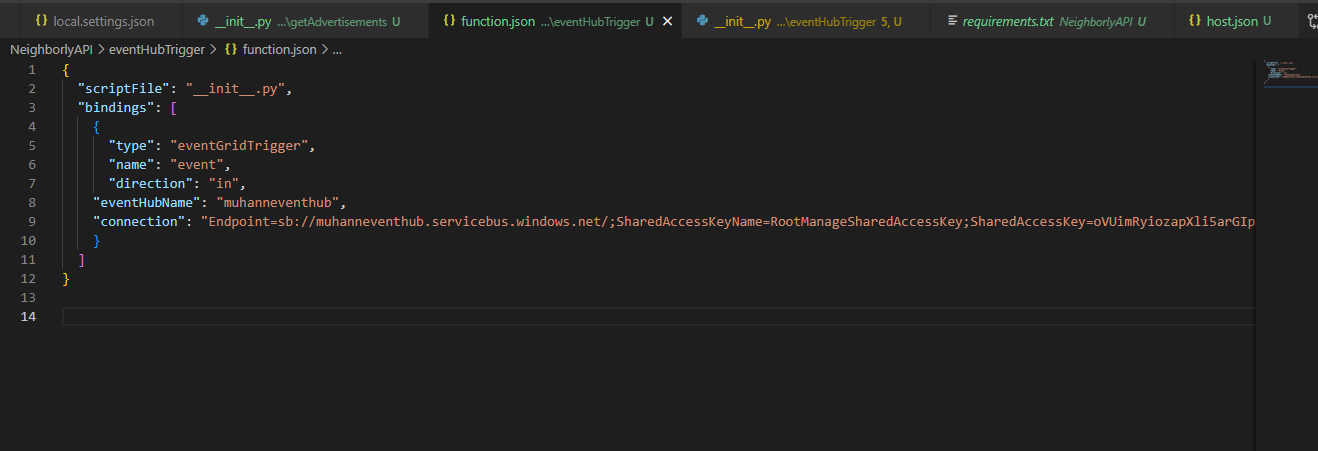 local.settings.json
__init__.py ...\getAdvertisements U
function.json ...\eventHubTrigger U
__init__.py ...\eventHubTrigger 5, U
requirements.txt NeighborlyAPI U
host.json U
NeighborlyAPI > eventHubTrigger > {} function.json > ...
1 {
2 "scriptFile": "__init__.py",
3 "bindings": [
4 {
5 "type": "eventGridTrigger",
6 "name": "event",
7 "direction": "in",
8 "eventHubName": "muhanneventhub",
9 "connection": "Endpoint=sb://muhanneventhub.servicebus.windows.net/;SharedAccessKeyName=RootManageSharedAccessKey;SharedAccessKey=oVUimRyiozapXli5arGIp
10 }
11 ]
12 }
13
14